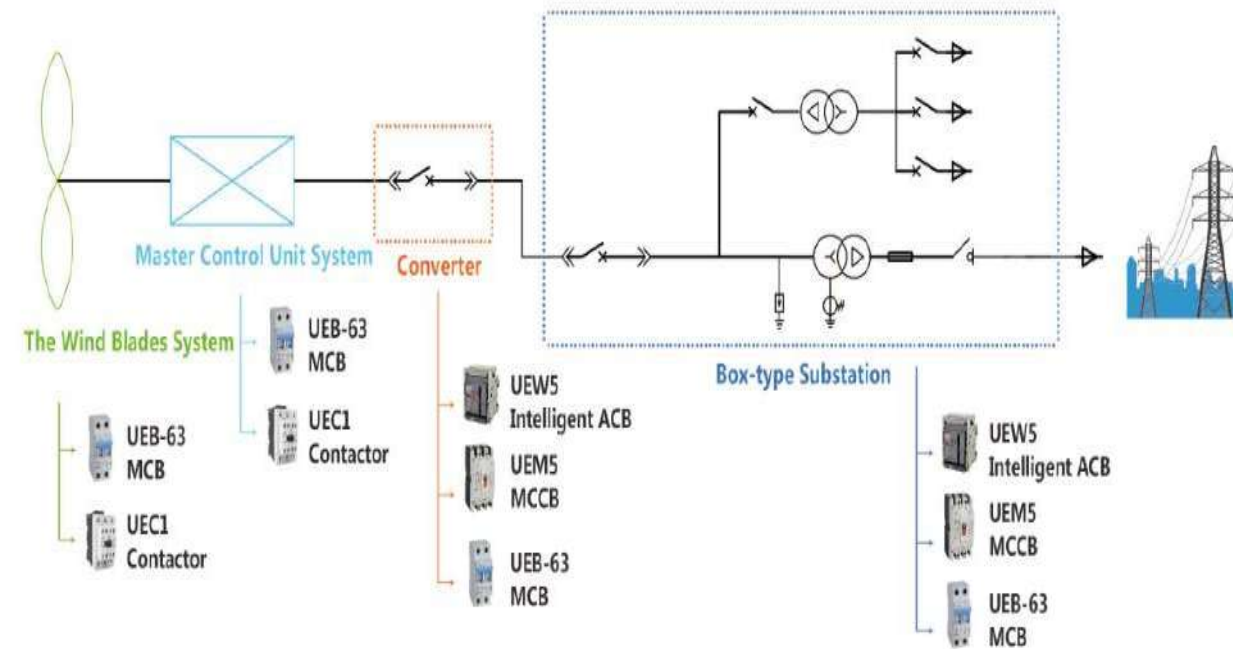 Master Control Unit System
Converter
The Wind Blades System
Box-type Substation
UEB-63
MCB
UEC1
Contactor
UEB-63
MCB
UEC1
Contactor
UEW5
Intelligent ACB
UEM5
MCCB
UEB-63
MCB
UEW5
Intelligent ACB
UEM5
MCCB
UEB-63
MCB